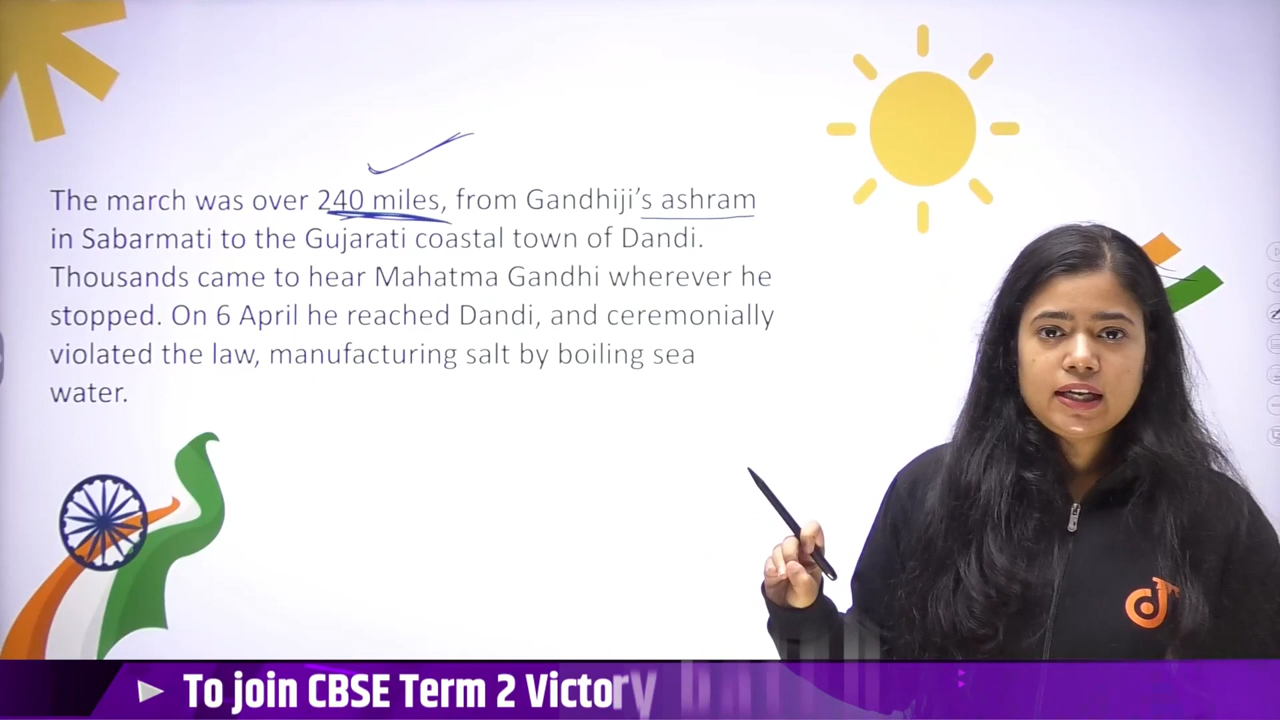 The march was over 240 miles, from Gandhiji’s ashram
in Sabarmati to the Gujarati coastal town of Dandi.
Thousands came to hear Mahatma Gandhi wherever he
stopped. On 6 April he reached Dandi, and ceremonially
violated the law, manufacturing salt by boiling sea
water.
To join CBSE Term 2 Victory